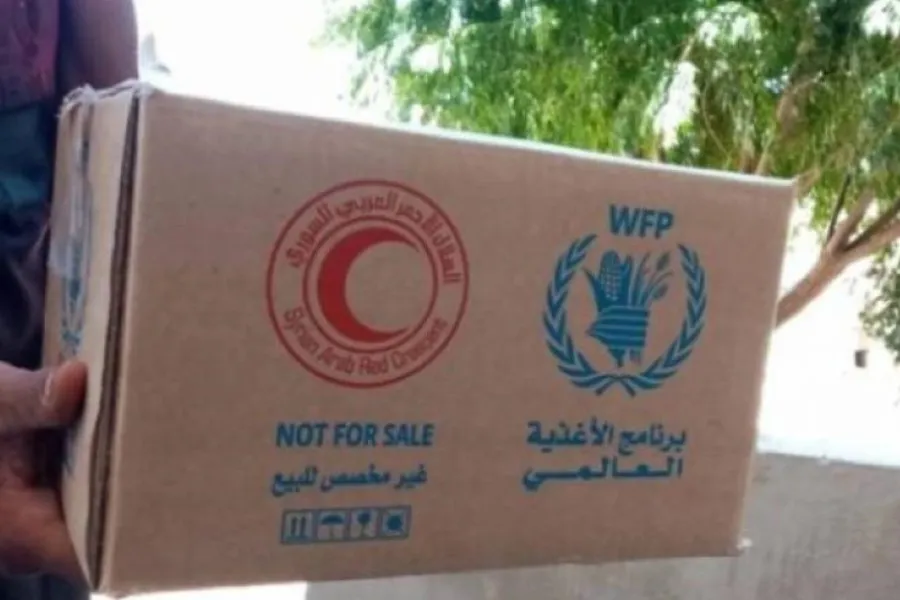 الهلال الأحمر العربي السوري
Syrian Arab Red Crescent
NOT FOR SALE
غير مخصص للبيع
WFP
برنامج الأغذية
العالمي